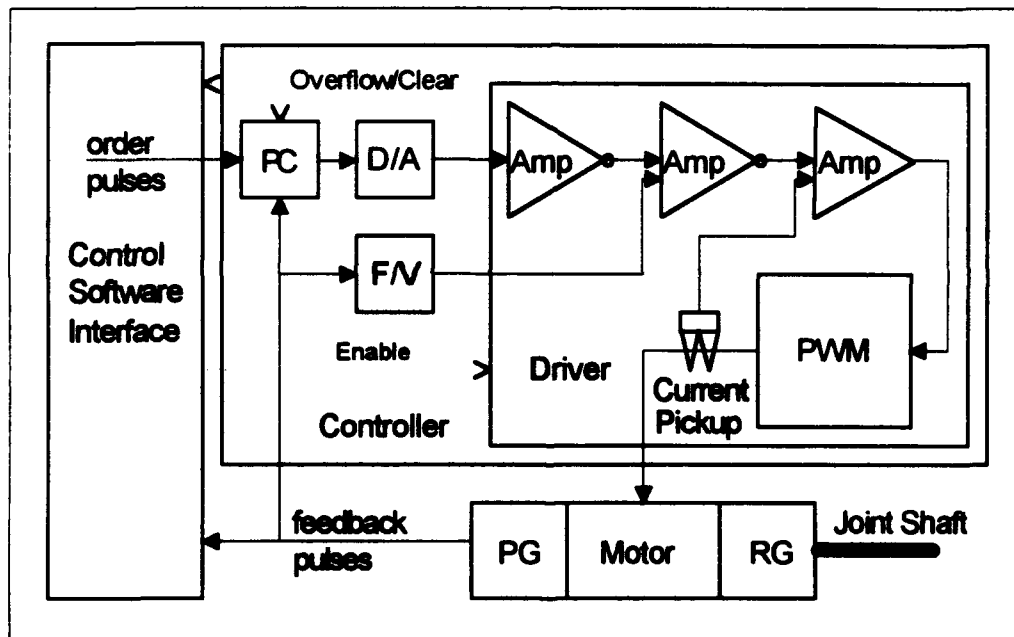 Overflow/Clear
order
pulses
PC
D/A
Amp
Amp
Amp
Control
Software
Interface
F/V
Enable
Driver
PWM
Current
Pickup
Controller
feedback
pulses
PG
Motor
RG
Joint Shaft